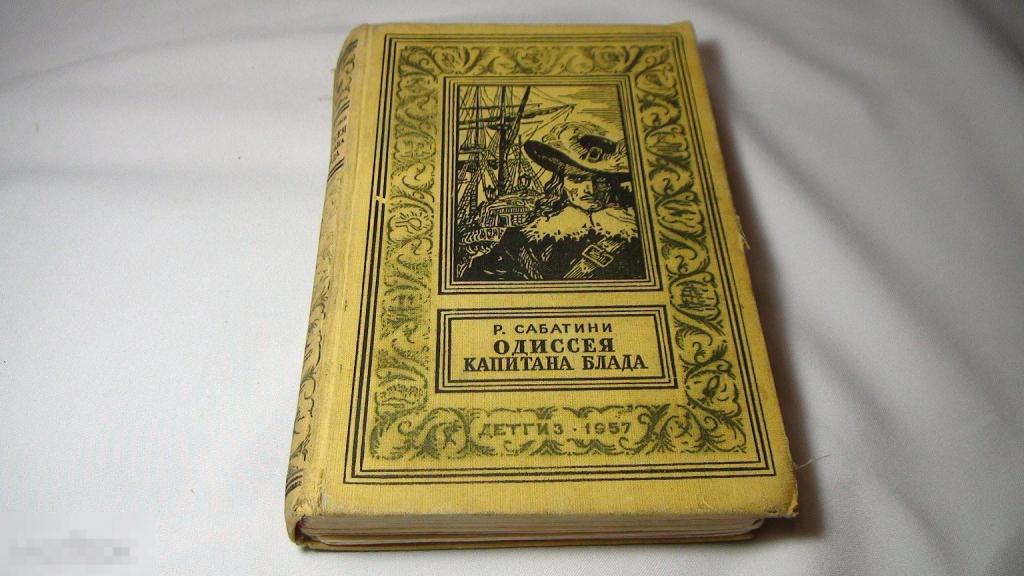 Р. САБАТИНИ
ОДИССЕЯ
КАПИТАНА БЛАДА
ДЕТГИЗ · 1957